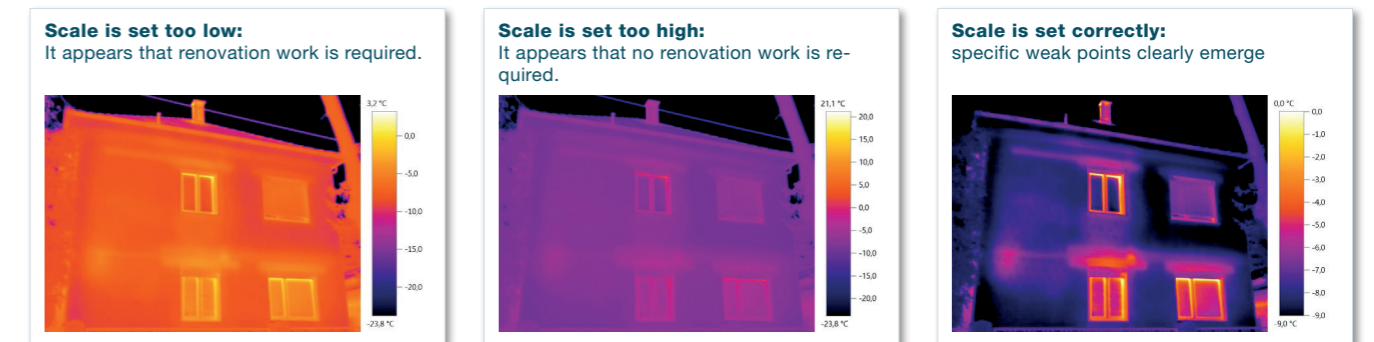 Scale is set too low:
It appears that renovation work is required.
3,2 °C
0,0
-5,0
-10,0
-15,0
-20,0
-23,8 °C
Scale is set too high:
It appears that no renovation work is re-
quired.
21,1 °C
20,0
15,0
10,0
5,0
0,0
-5,0
-10,0
-15,0
-20,0
-23,8 °C
Scale is set correctly:
specific weak points clearly emerge
0,0 °C
0,0
-1,0
-2,0
-3,0
-4,0
-5,0
-6,0
-7,0
-8,0
-9,0
-9,0 °C